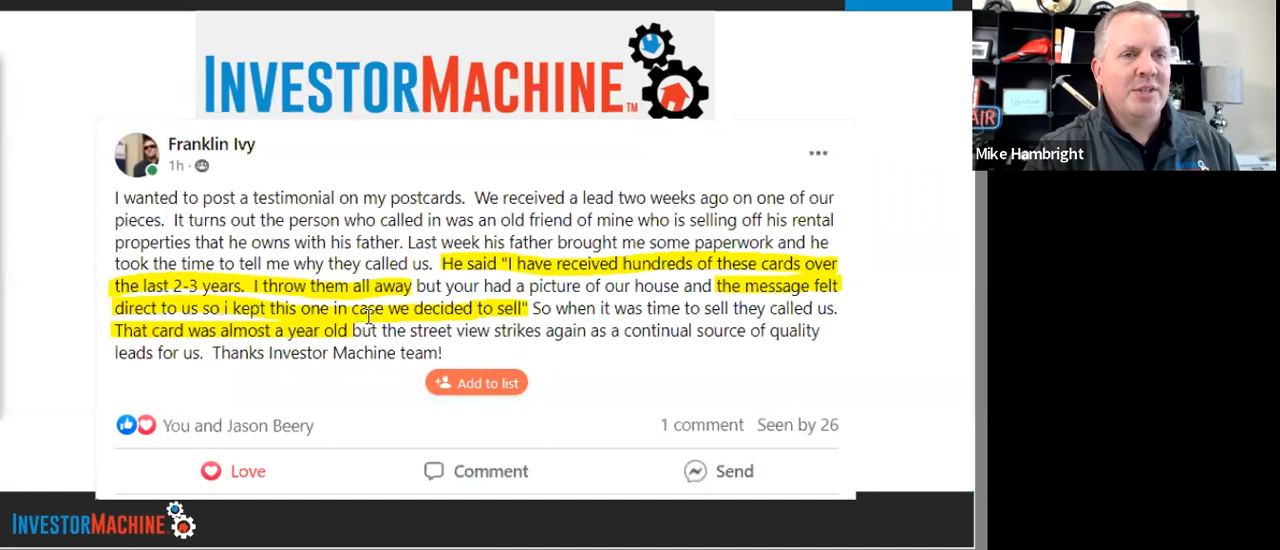 INVESTORMACHINE™
Franklin Ivy
1h ·
I wanted to post a testimonial on my postcards. We received a lead two weeks ago on one of our
pieces. It turns out the person who called in was an old friend of mine who is selling off his rental
properties that he owns with his father. Last week his father brought me some paperwork and he
took the time to tell me why they called us. He said "I have received hundreds of these cards over
the last 2-3 years. I throw them all away but your had a picture of our house and the message felt
direct to us so i kept this one in case we decided to sell" So when it was time to sell they called us.
That card was almost a year old but the street view strikes again as a continual source of quality
leads for us. Thanks Investor Machine team!
Add to list
You and Jason Beery
1 comment Seen by 26
Love Comment Send
INVESTORMACHINE
AIR
Mike Hambright